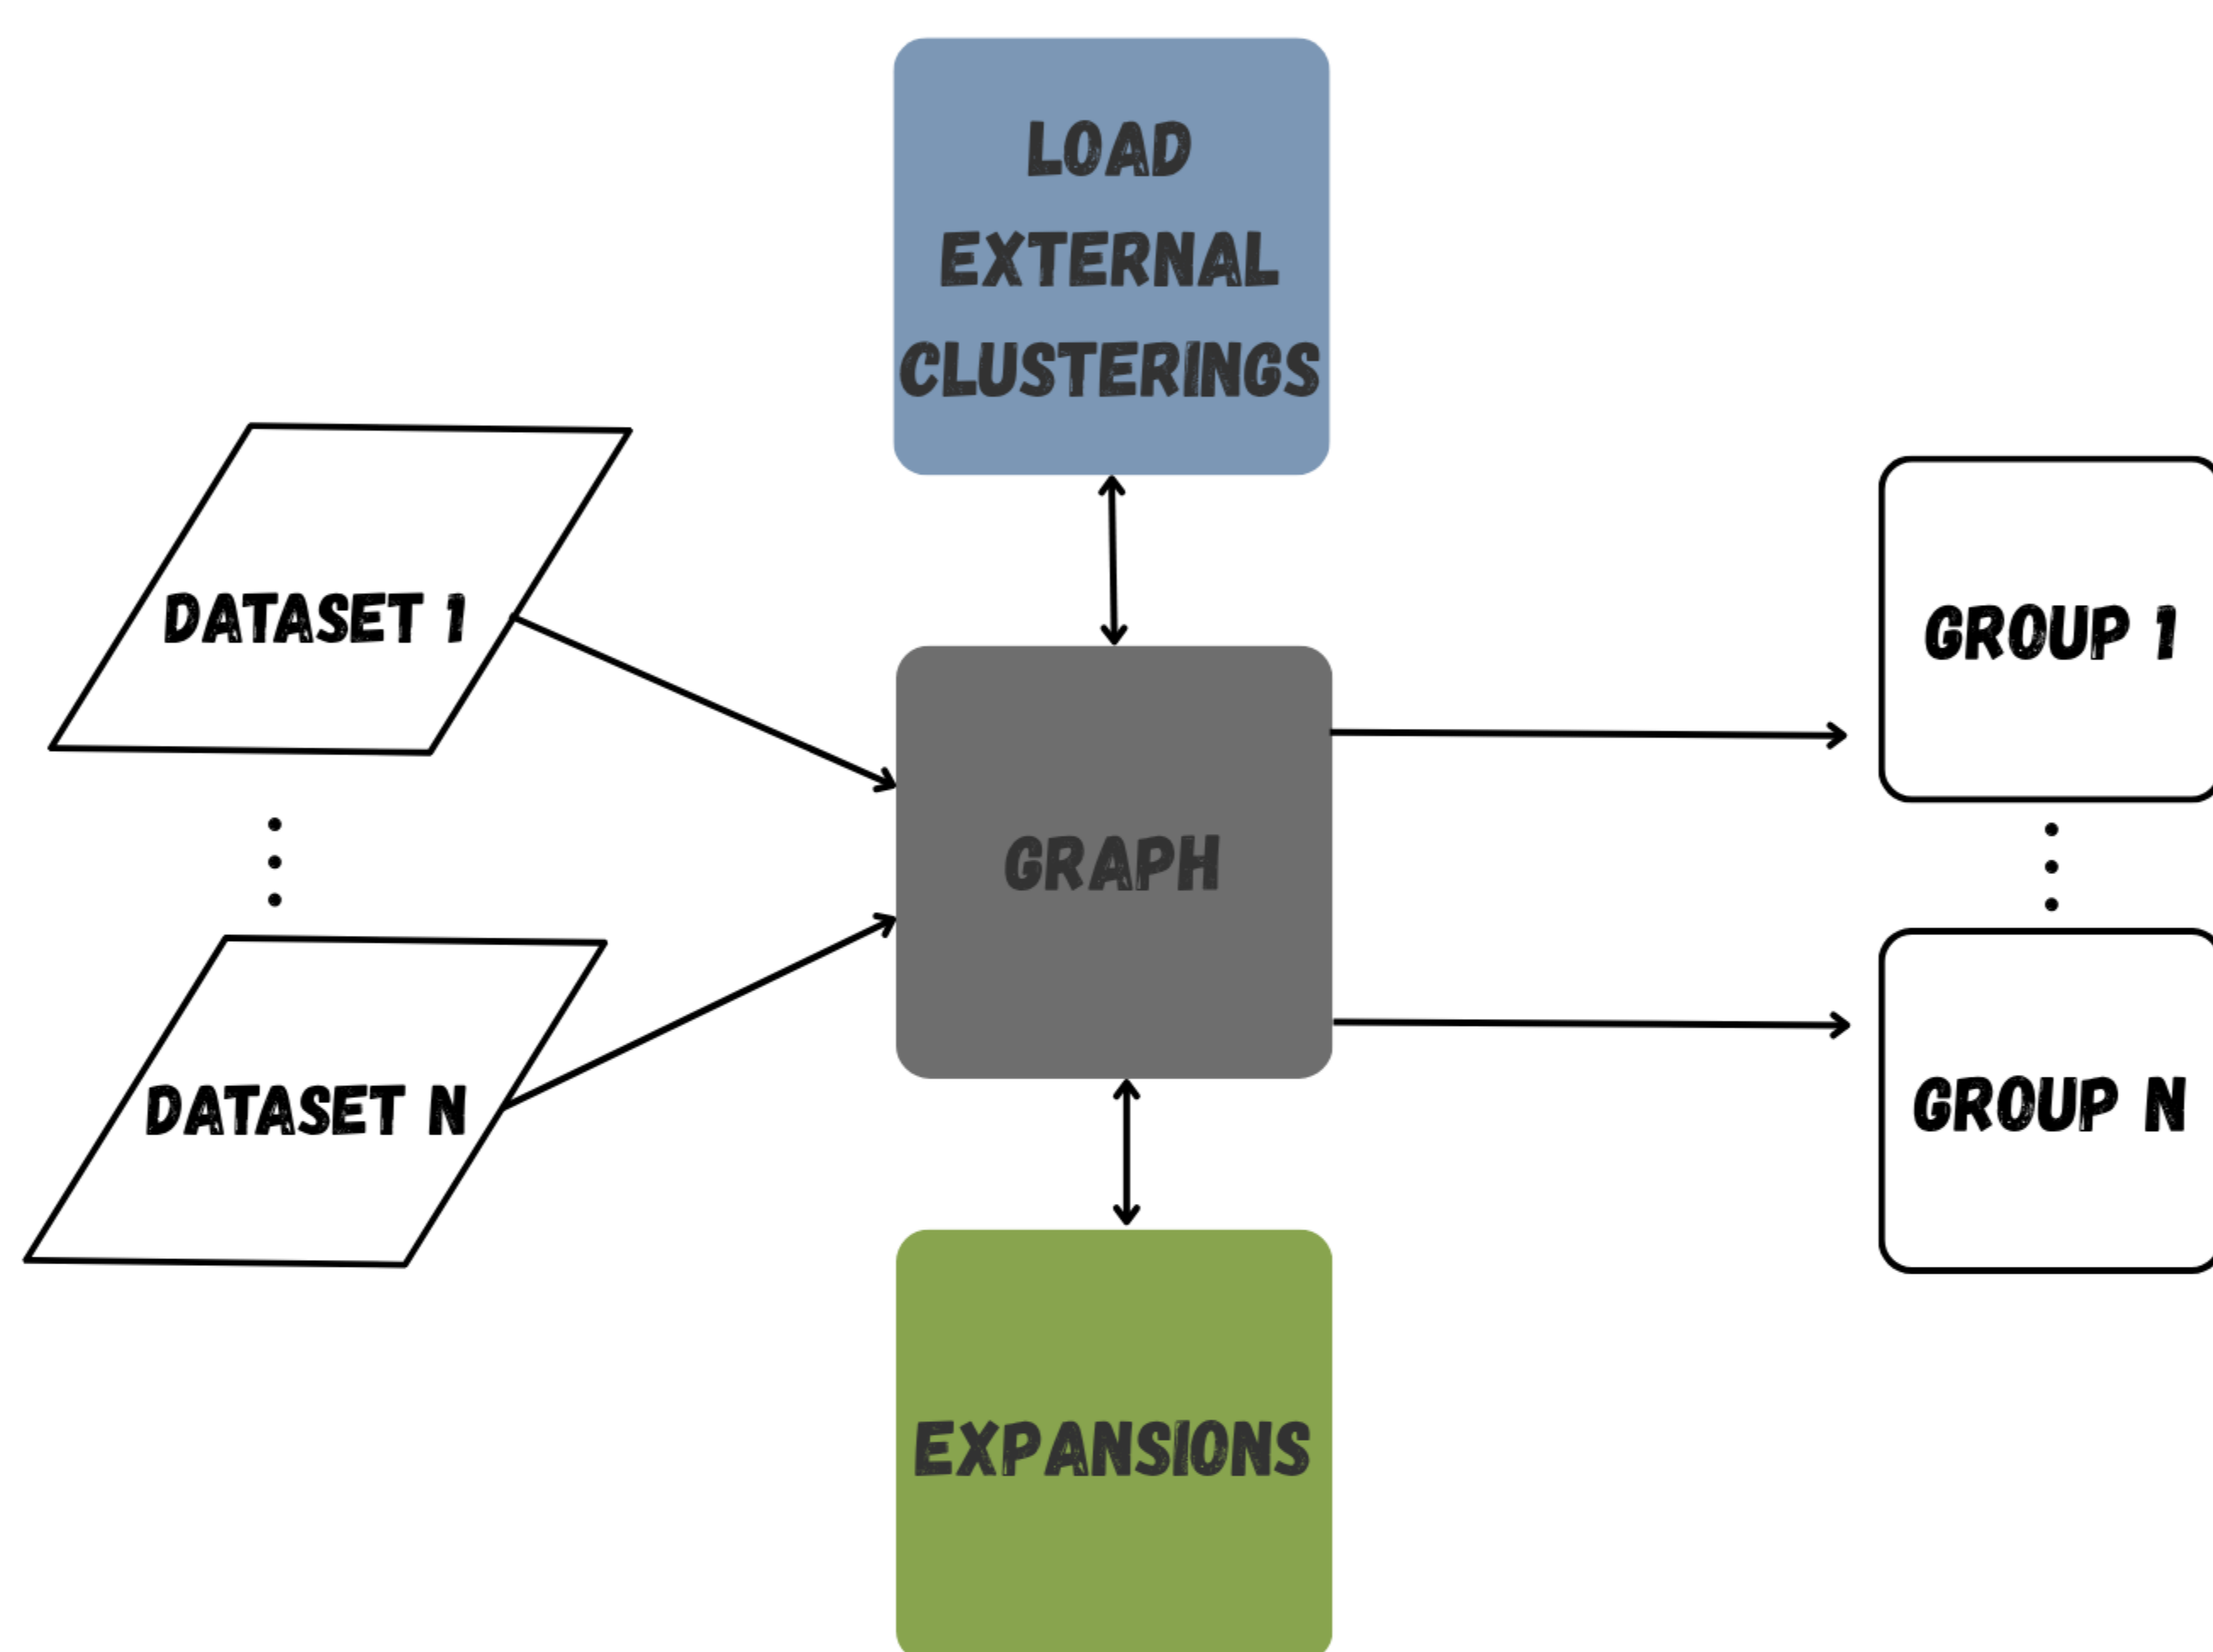 LOAD
EXTERNAL
CLUSTERINGS
DATASET 1
GROUP 1
GRAPH
DATASET N
GROUP N
EXPANSIONS